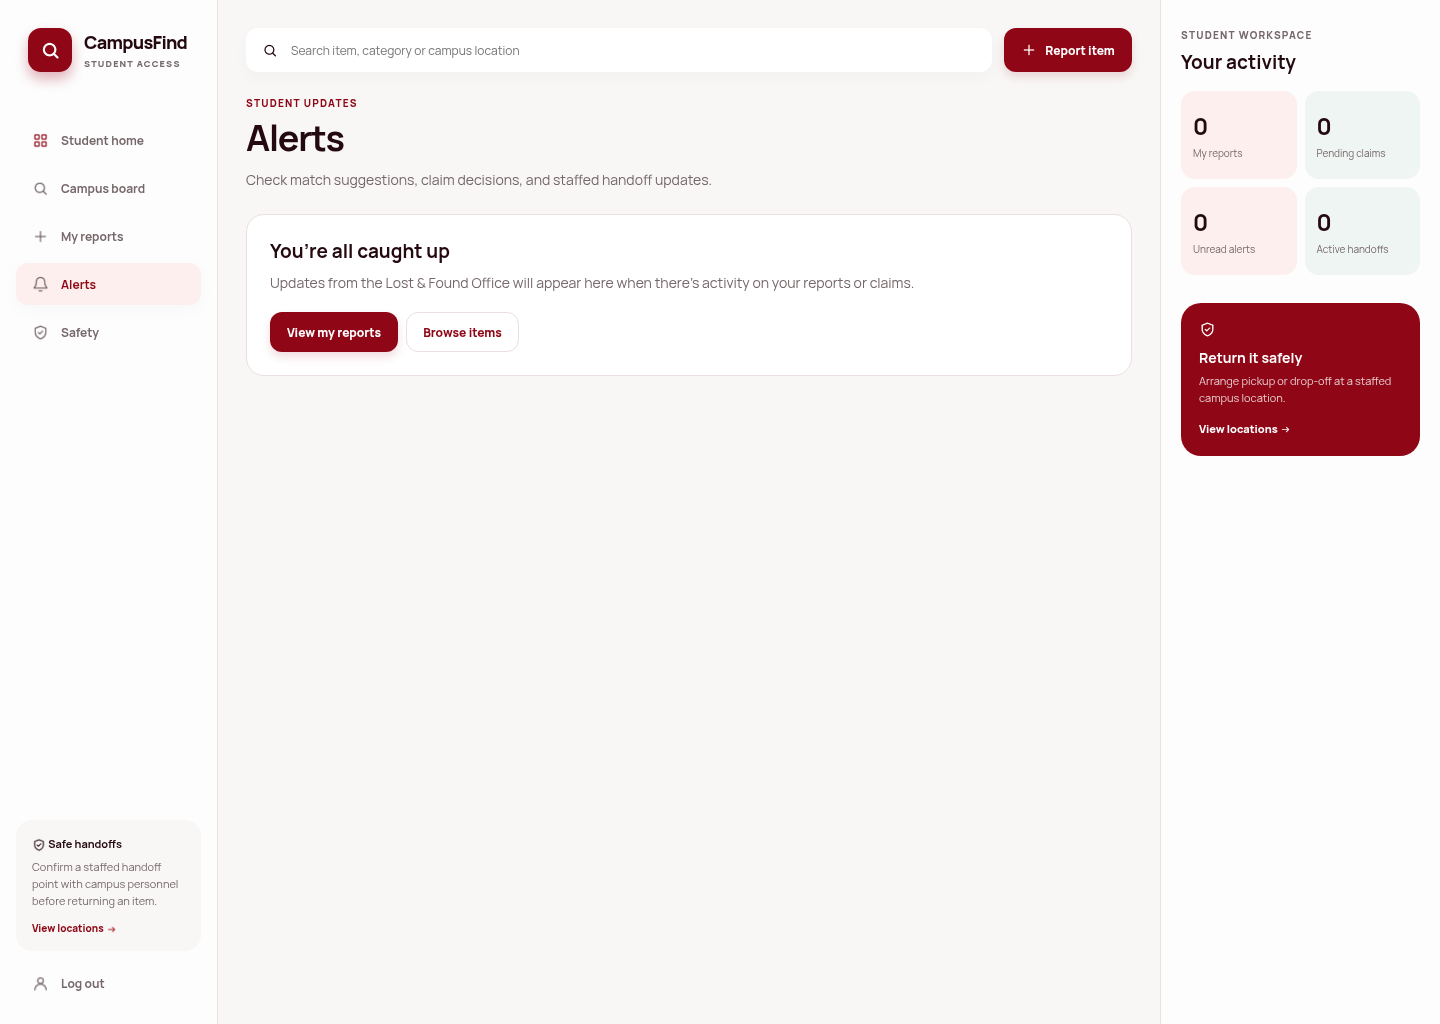 CampusFind
STUDENT ACCESS
Student home
Campus board
My reports
Alerts
Safety
Safe handoffs
Confirm a staffed handoff
point with campus personnel
before returning an item.
View locations →
Log out
Search item, category or campus location
Report item
STUDENT UPDATES
Alerts
Check match suggestions, claim decisions, and staffed handoff updates.
You’re all caught up
Updates from the Lost & Found Office will appear here when there’s activity on your reports or claims.
View my reports
Browse items
STUDENT WORKSPACE
Your activity
0
My reports
0
Pending claims
0
Unread alerts
0
Active handoffs
Return it safely
Arrange pickup or drop-off at a staffed
campus location.
View locations →